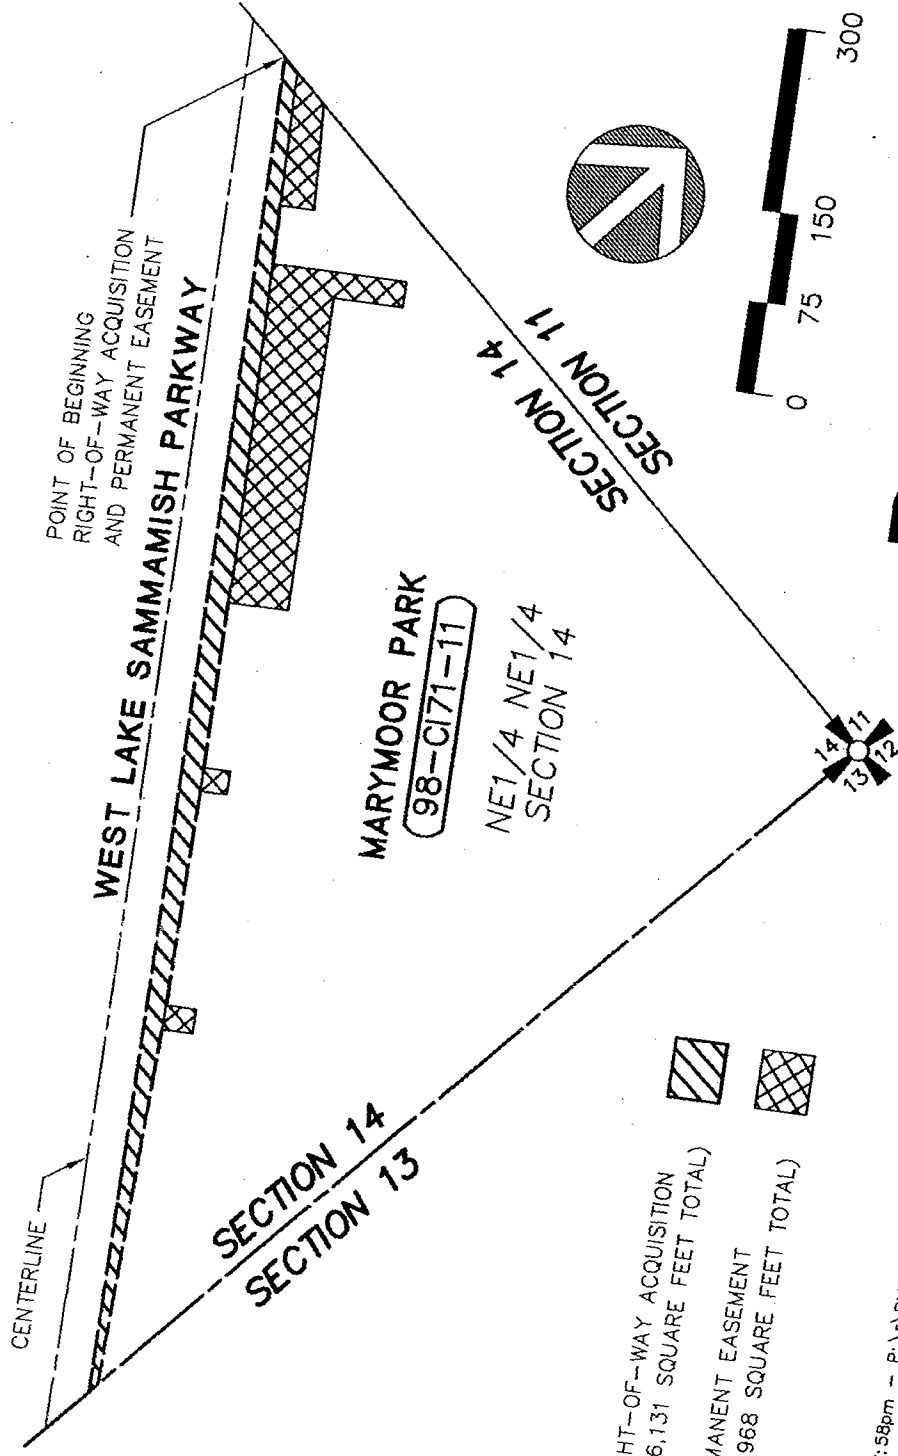 POINT OF BEGINNING
RIGHT-OF-WAY ACQUISITION
AND PERMANENT EASEMENT
WEST LAKE SAMMAMISH PARKWAY
CENTERLINE
MARYMOOR PARK
98-C171-11
NE1/4 NE1/4
SECTION 14
SECTION 14
SECTION 11
SECTION 14
SECTION 13
14
11
13
12
0
75
150
300
HT-OF-WAY ACQUISITION
6,131 SQUARE FEET TOTAL)
MANENT EASEMENT
968 SQUARE FEET TOTAL)
:58pm